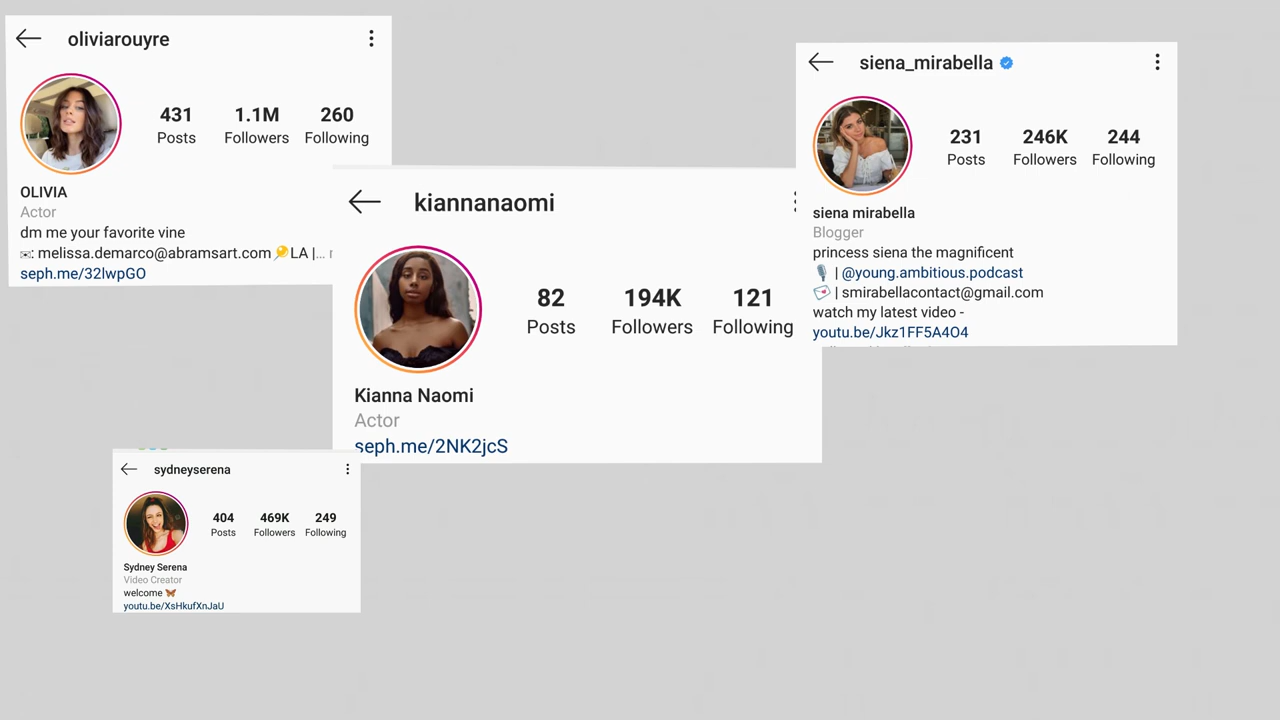 oliviarouyre
431 1.1M 260
Posts Followers Following
OLIVIA
Actor
dm me your favorite vine
: melissa.demarco@abramsart.com LA |...
seph.me/32lwpGO
siena_mirabella
231 246K 244
Posts Followers Following
siena mirabella
Blogger
princess siena the magnificent
| @young.ambitious.podcast
| smirabellacontact@gmail.com
watch my latest video -
youtu.be/Jkz1FF5A4O4
kiannanaomi
82 194K 121
Posts Followers Following
Kianna Naomi
Actor
seph.me/2NK2jcS
sydneyserena
404 469K 249
Posts Followers Following
Sydney Serena
Video Creator
welcome
youtu.be/XsHkufXnJaU